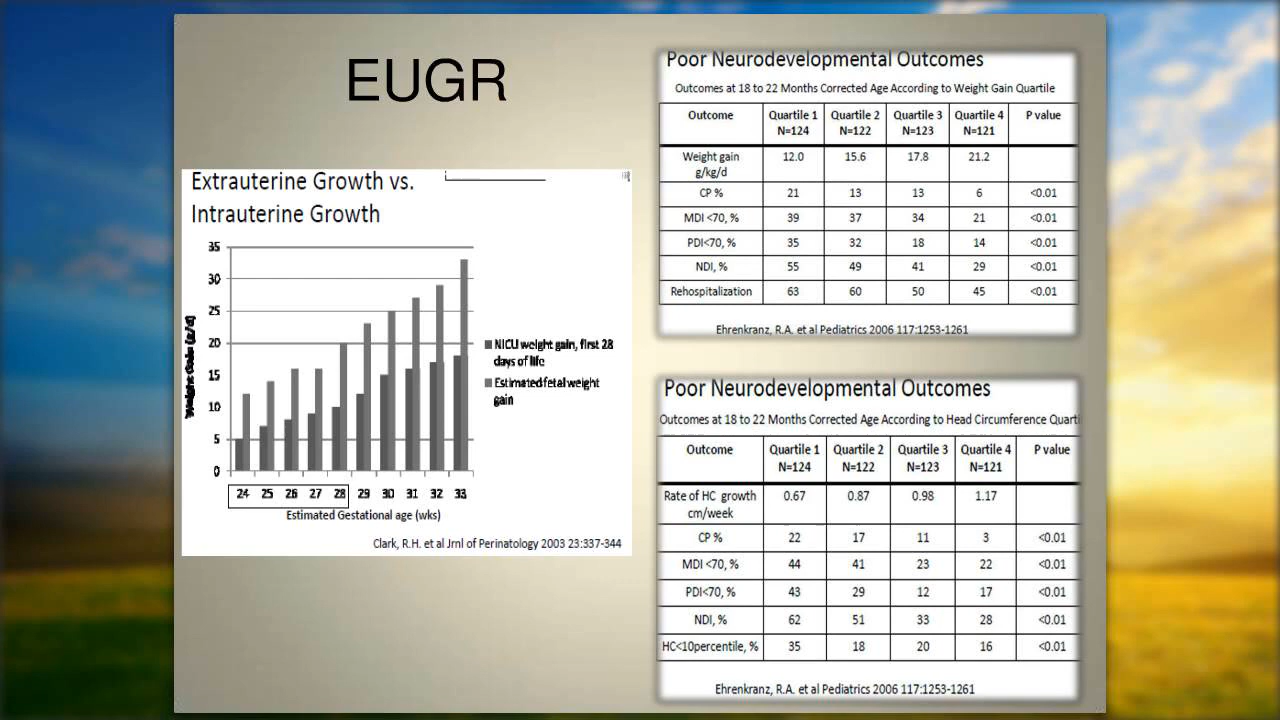 EUGR
Extrauterine Growth vs.
Intrauterine Growth
Weight Gain (g/d)
35
30
25
20
15
10
5
0
24 25 26 27 28 29 30 31 32 33
Estimated Gestational age (wks)
NICU weight gain, first 28
days of life
Estimated fetal weight
gain
Clark, R.H. et al Jrnl of Perinatology 2003 23:337-344
Poor Neurodevelopmental Outcomes
Outcomes at 18 to 22 Months Corrected Age According to Weight Gain Quartile
Outcome Quartile 1 Quartile 2 Quartile 3 Quartile 4 P value
N=124 N=122 N=123 N=121
Weight gain 12.0 15.6 17.8 21.2
g/kg/d
CP % 21 13 13 6 <0.01
MDI <70, % 39 37 34 21 <0.01
PDI<70, % 35 32 18 14 <0.01
NDI, % 55 49 41 29 <0.01
Rehospitalization 63 60 50 45 <0.01
Ehrenkranz, R.A. et al Pediatrics 2006 117:1253-1261
Poor Neurodevelopmental Outcomes
Outcomes at 18 to 22 Months Corrected Age According to Head Circumference Quarti
Outcome Quartile 1 Quartile 2 Quartile 3 Quartile 4 P value
N=124 N=122 N=123 N=121
Rate of HC growth 0.67 0.87 0.98 1.17
cm/week
CP % 22 17 11 3 <0.01
MDI <70, % 44 41 23 22 <0.01
PDI<70, % 43 29 12 17 <0.01
NDI, % 62 51 33 28 <0.01
HC<10percentile, % 35 18 20 16 <0.01
Ehrenkranz, R.A. et al Pediatrics 2006 117:1253-1261